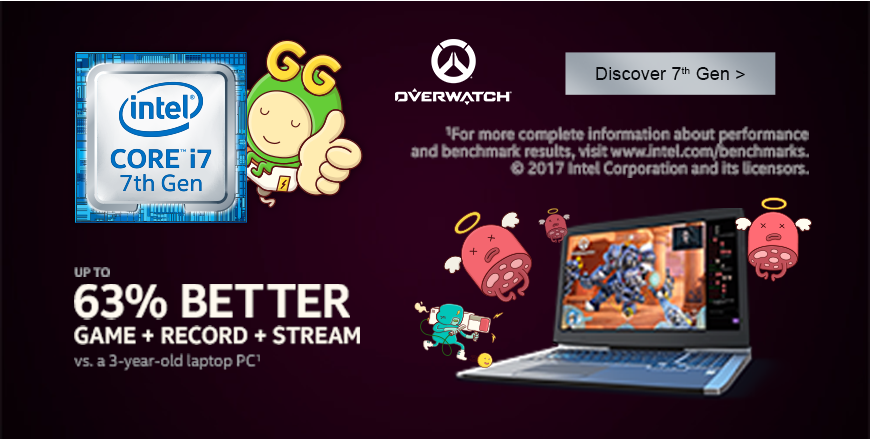 intel®
CORE™ i7
7th Gen
GG
OVERWATCH
Discover 7th Gen >
¹For more complete information about performance
and benchmark results, visit www.intel.com/benchmarks.
© 2017 Intel Corporation and its licensors.
UP TO
63% BETTER
GAME + RECORD + STREAM
vs. a 3-year-old laptop PC¹